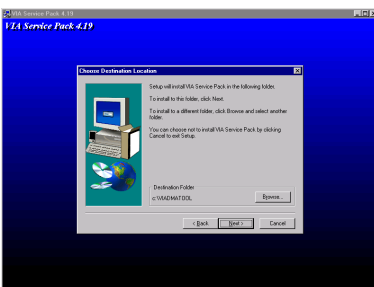 VIA Service Pack 4.19
VIA Service Pack 4.19
Choose Destination Location
Setup will install VIA Service Pack in the following folder.
To install to this folder, click Next.
To install to a different folder, click Browse and select another
folder.
You can choose not to install VIA Service Pack by clicking
Cancel to exit Setup.
Destination Folder
c:\VIADMATOOL
Browse...
< Back
Next >
Cancel